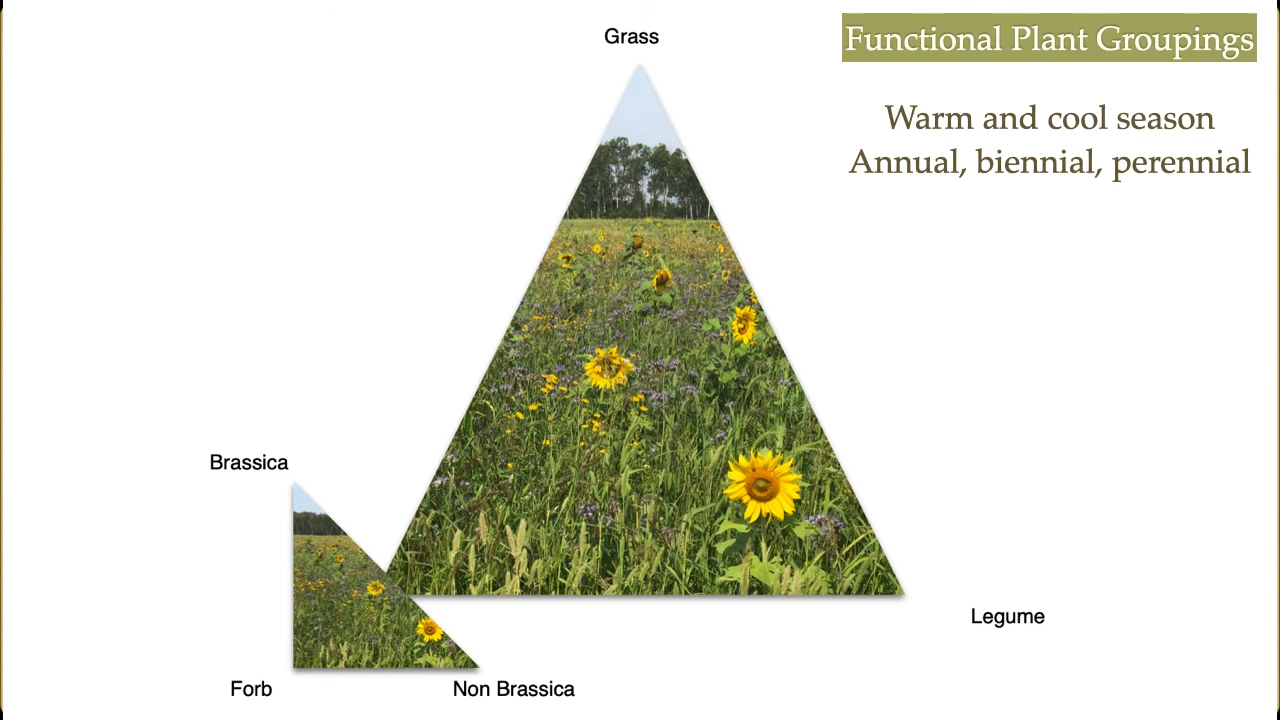 Grass
Functional Plant Groupings
Warm and cool season
Annual, biennial, perennial
Brassica
Legume
Forb
Non Brassica